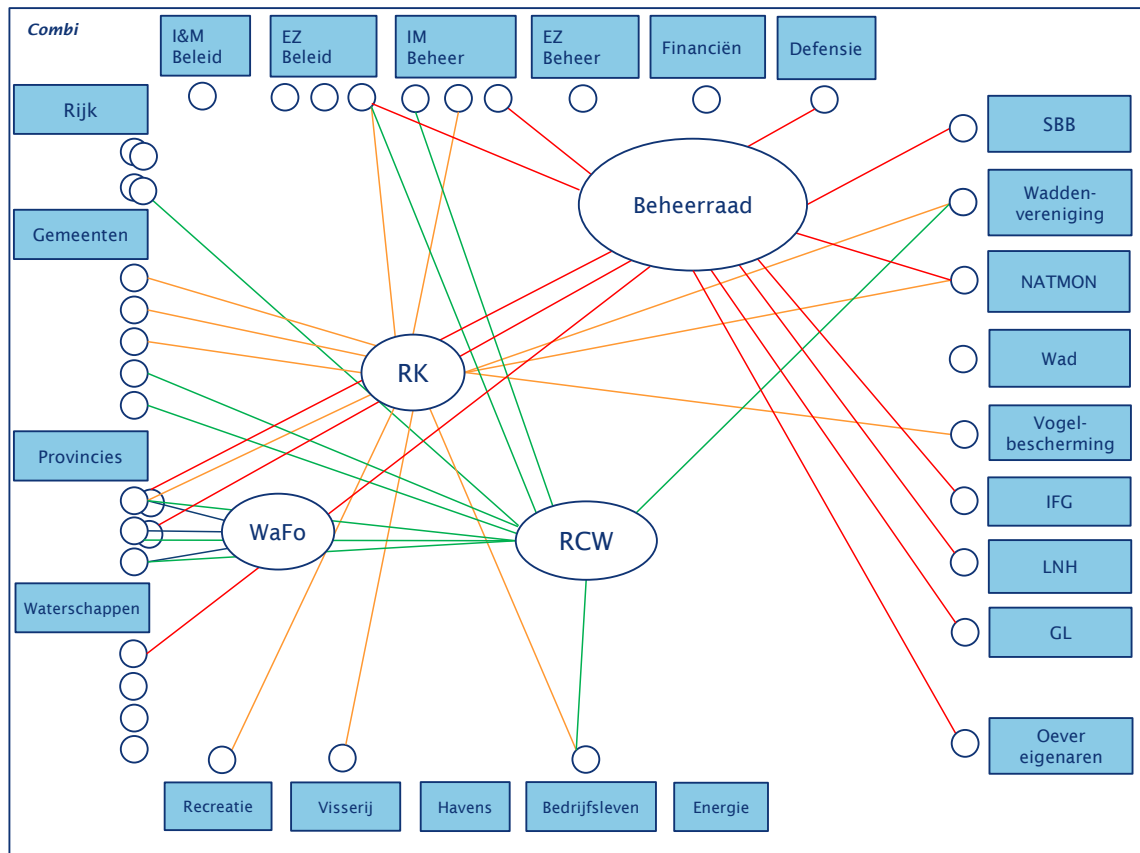 Combi
I&M
Beleid
EZ
Beleid
IM
Beheer
EZ
Beheer
Financiën
Defensie
Rijk
SBB
Wadden-
vereniging
Beheerraad
Gemeenten
NATMON
Wad
RK
Vogel-
bescherming
Provincies
IFG
WaFo
RCW
LNH
Waterschappen
GL
Oever
eigenaren
Recreatie
Visserij
Havens
Bedrijfsleven
Energie